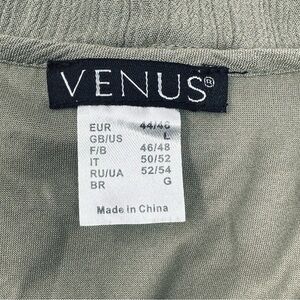 VENUS®
EUR 44/46
GB/US L
F/B 46/48
IT 50/52
RU/UA 52/54
BR G
Made in China